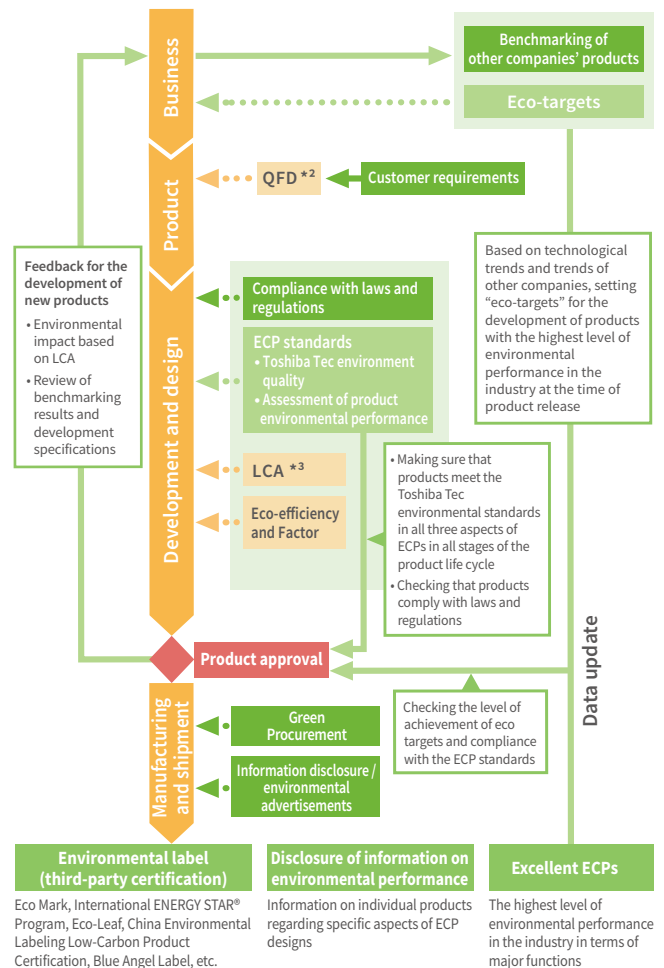 Business
Benchmarking of
other companies' products
Eco-targets
Product
QFD *2
Customer requirements
Feedback for the
development of
new products
• Environmental
impact based
on LCA
• Review of
benchmarking
results and
development
specifications
Based on technological
trends and trends of
other companies, setting
“eco-targets” for the
development of products
with the highest level of
environmental
performance in the
industry at the time of
product release
Development and design
Compliance with laws and
regulations
ECP standards
• Toshiba Tec environment
quality
• Assessment of product
environmental performance
LCA *3
Eco-efficiency
and Factor
• Making sure that
products meet the
Toshiba Tec
environmental standards
in all three aspects of
ECPs in all stages of the
product life cycle
• Checking that products
comply with laws and
regulations
Product approval
Data update
Checking the level of
achievement of eco
targets and compliance
with the ECP standards
Manufacturing
and shipment
Green
Procurement
Information disclosure /
environmental
advertisements
Environmental label
(third-party certification)
Eco Mark, International ENERGY STAR®
Program, Eco-Leaf, China Environmental
Labeling Low-Carbon Product
Certification, Blue Angel Label, etc.
Disclosure of information on
environmental performance
Information on individual products
regarding specific aspects of ECP
designs
Excellent ECPs
The highest level of
environmental performance
in the industry in terms of
major functions